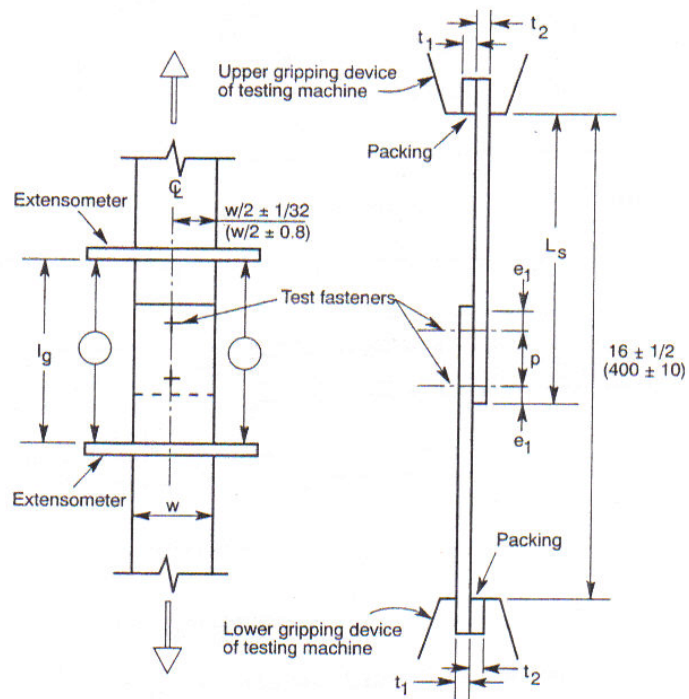 t1
t2
Upper gripping device
of testing machine
Packing
℄
Extensometer
w/2 ± 1/32
(w/2 ± 0.8)
Ls
e1
Test fasteners
lg
p
16 ± 1/2
(400 ± 10)
e1
Extensometer
w
Packing
Lower gripping device
of testing machine
t1
t2